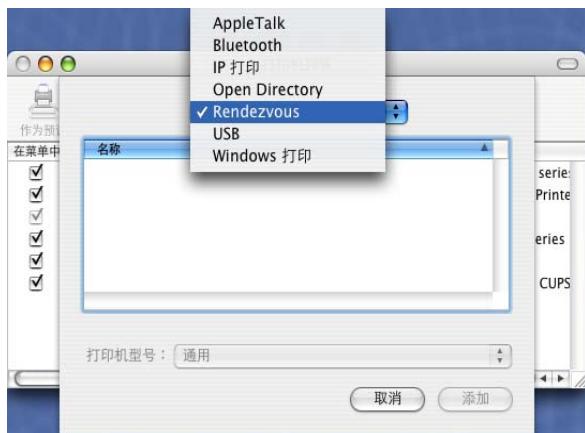 AppleTalk
Bluetooth
IP 打印
Open Directory
✓ Rendezvous
USB
Windows 打印
作为预
在菜单中
名称
series
Printe
eries
CUPS
打印机型号： 通用
取消 添加